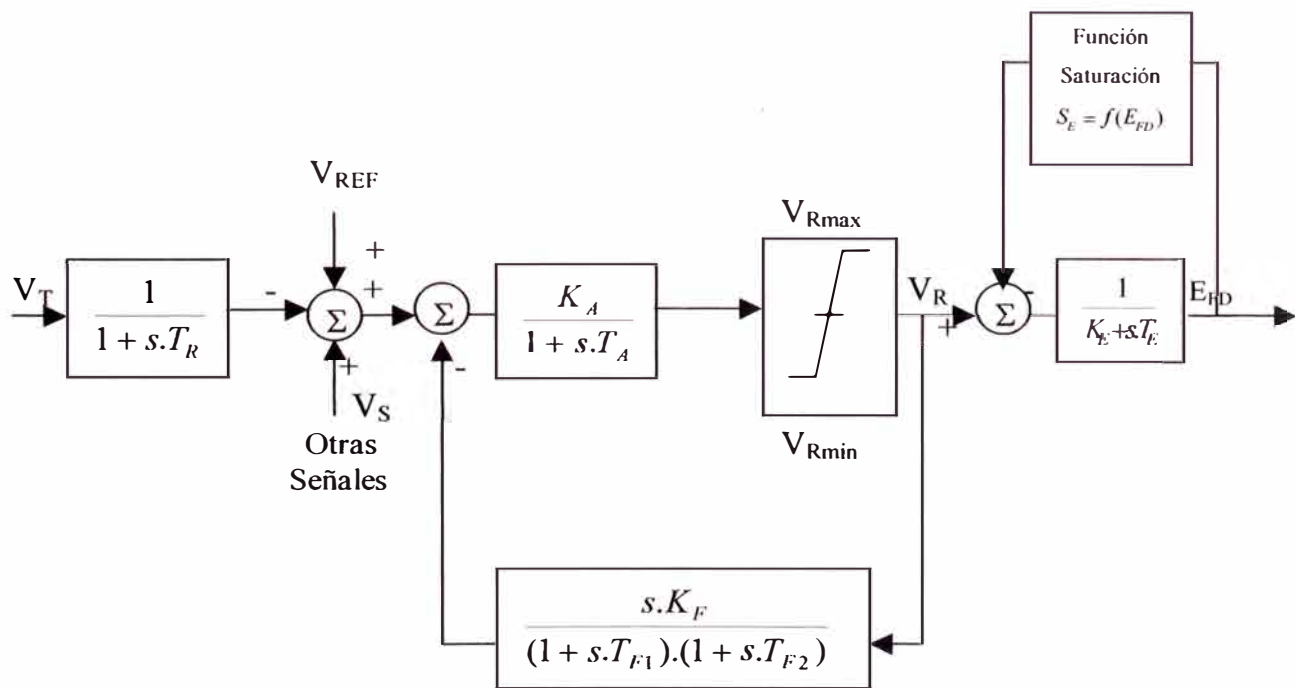 Función
Saturación
S_E = f(E_FD)
V_REF
V_Rmax
V_T
1
1 + s.T_R
-
+
+
Σ
+
V_S
Otras
Señales
Σ
-
K_A
1 + s.T_A
V_Rmin
V_R
+
Σ
-
1
K_E+s.T_E
E_FD
s.K_F
(1 + s.T_F1).(1 + s.T_F2)